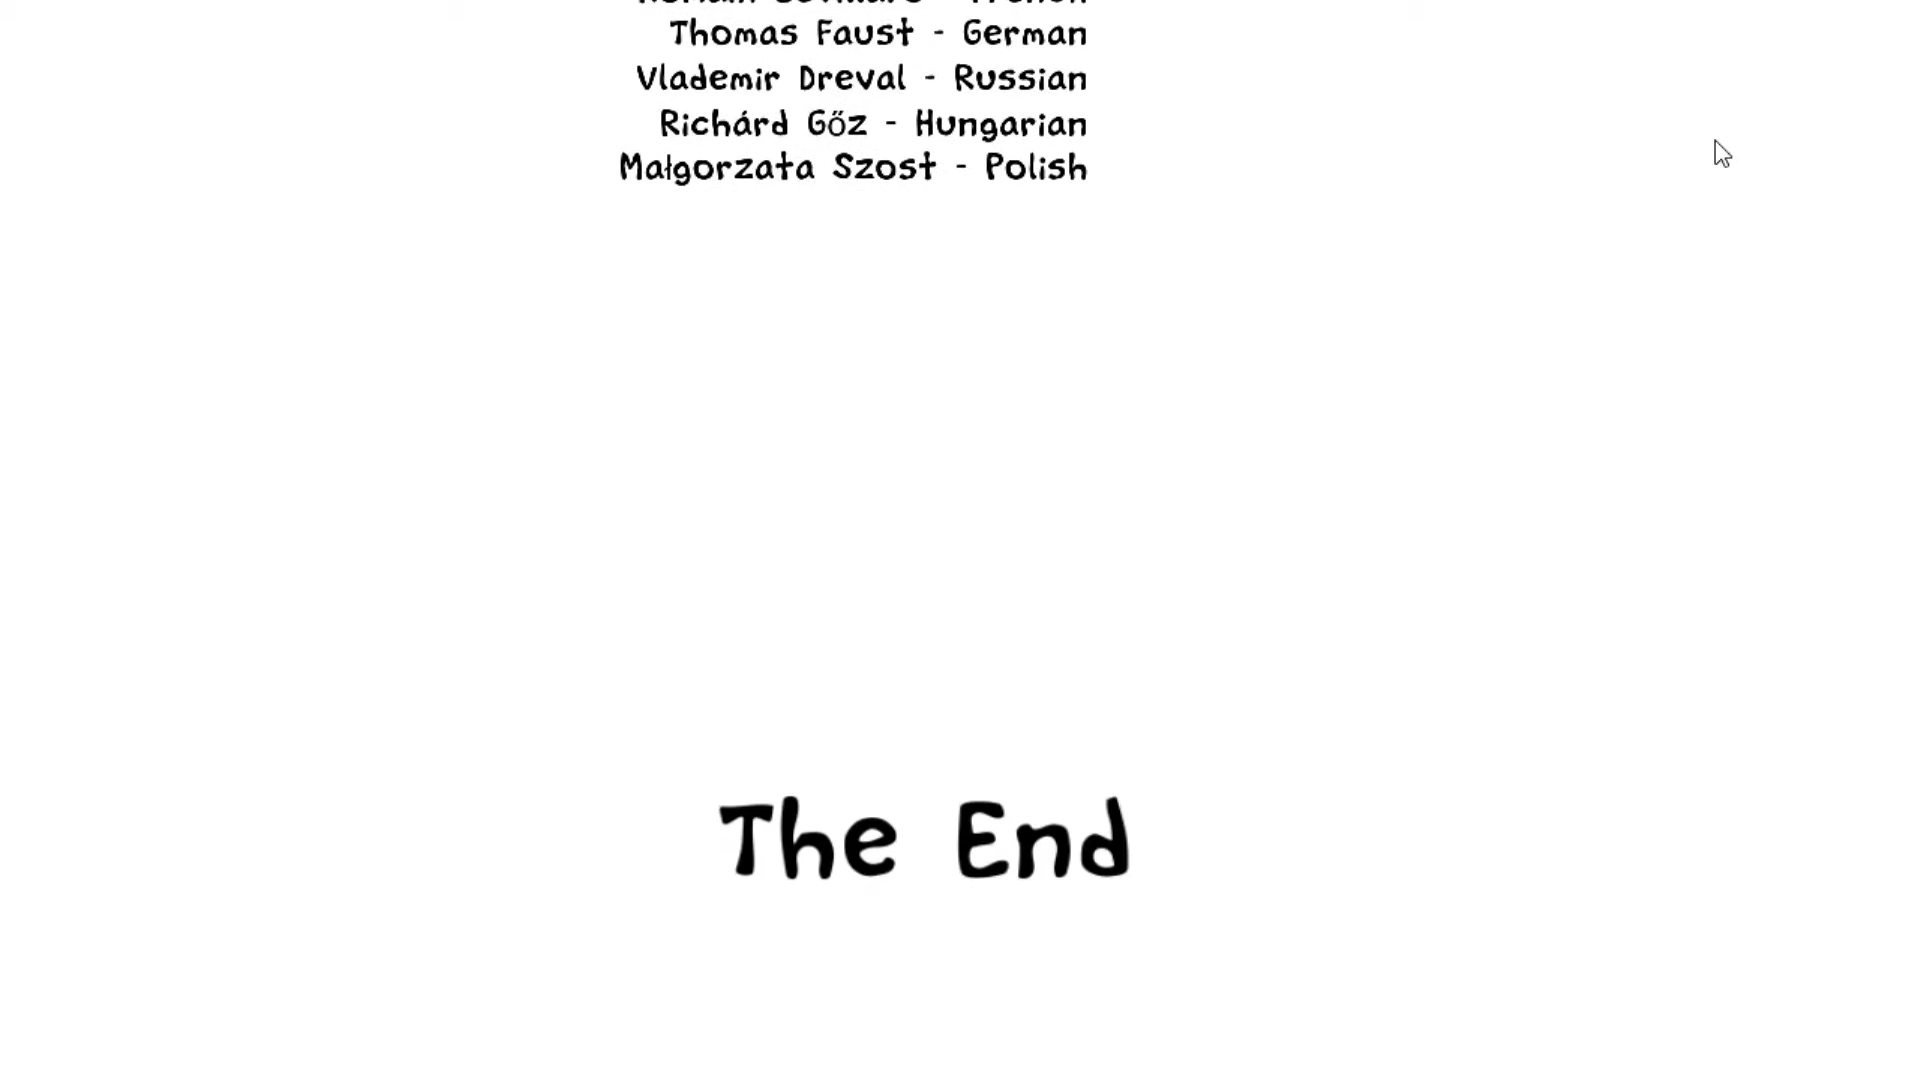 Thomas Faust - German
Vlademir Dreval - Russian
Richárd Gőz - Hungarian
Małgorzata Szost - Polish
The End